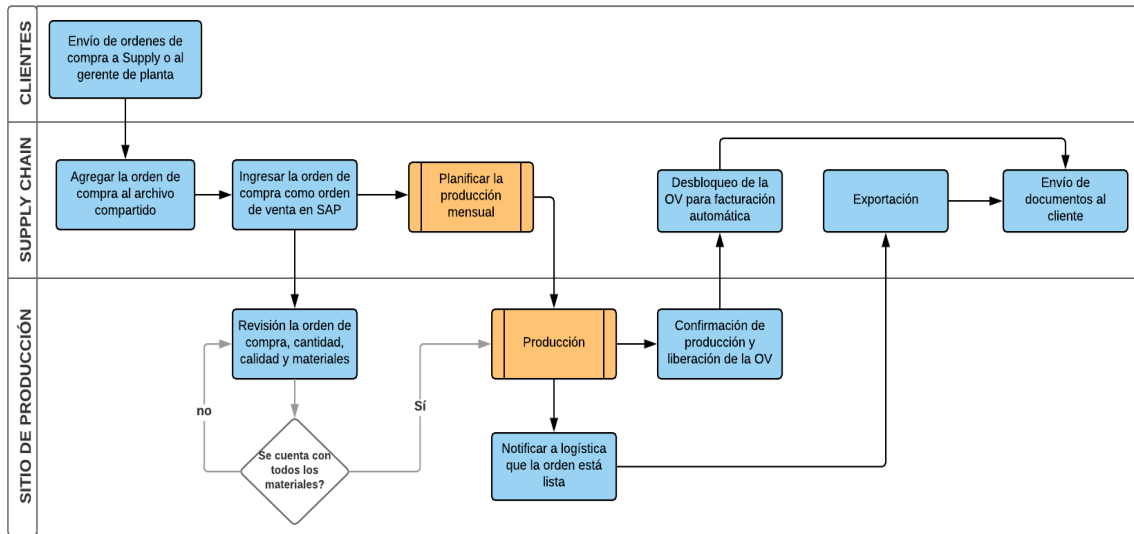 CLIENTES
Envío de ordenes de
compra a Supply o al
gerente de planta
SUPPLY CHAIN
Agregar la orden de
compra al archivo
compartido
Ingresar la orden de
compra como orden
de venta en SAP
Planificar la
producción
mensual
Desbloqueo de la
OV para facturación
automática
Exportación
Envío de
documentos al
cliente
SITIO DE PRODUCCIÓN
Revisión la orden de
compra, cantidad,
calidad y materiales
Producción
Confirmación de
producción y
liberación de la OV
no
Sí
Se cuenta con
todos los
materiales?
Notificar a logística
que la orden está
lista